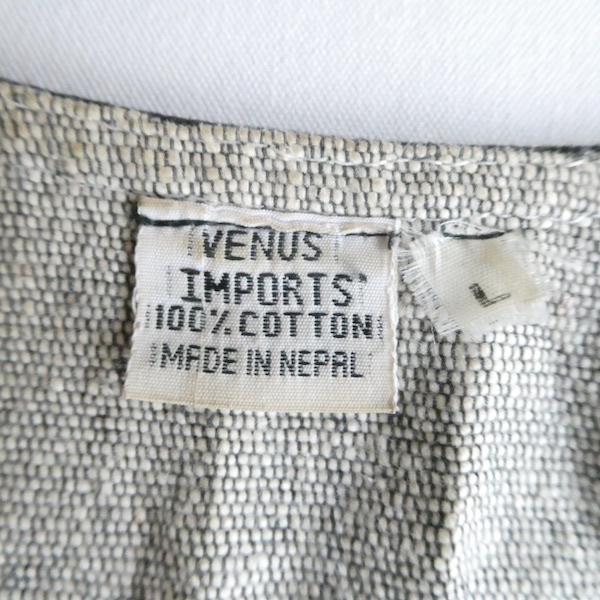 VENUS
IMPORTS
100% COTTON
MADE IN NEPAL
L